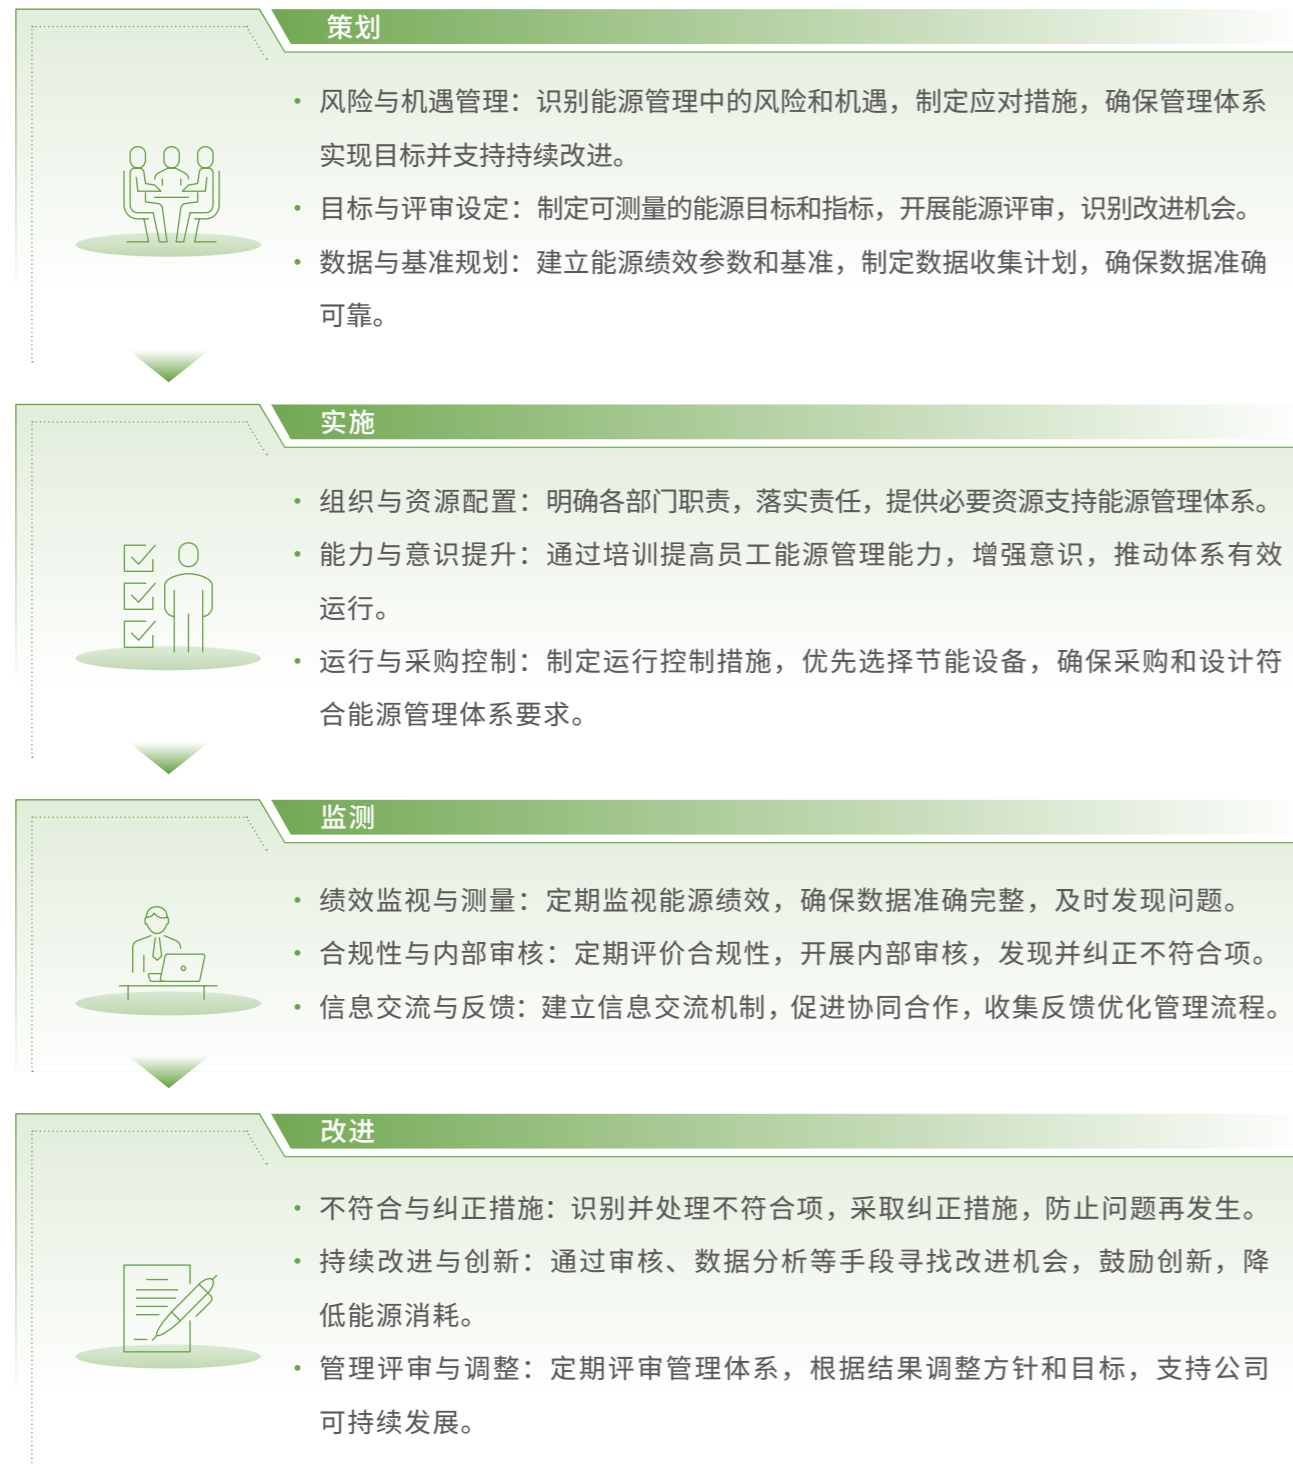 策划
• 风险与机遇管理：识别能源管理中的风险和机遇，制定应对措施，确保管理体系
实现目标并支持持续改进。
• 目标与评审设定：制定可测量的能源目标和指标，开展能源评审，识别改进机会。
• 数据与基准规划：建立能源绩效参数和基准，制定数据收集计划，确保数据准确
可靠。
实施
• 组织与资源配置：明确各部门职责，落实责任，提供必要资源支持能源管理体系。
• 能力与意识提升：通过培训提高员工能源管理能力，增强意识，推动体系有效
运行。
• 运行与采购控制：制定运行控制措施，优先选择节能设备，确保采购和设计符
合能源管理体系要求。
监测
• 绩效监视与测量：定期监视能源绩效，确保数据准确完整，及时发现问题。
• 合规性与内部审核：定期评价合规性，开展内部审核，发现并纠正不符合项。
• 信息交流与反馈：建立信息交流机制，促进协同合作，收集反馈优化管理流程。
改进
• 不符合与纠正措施：识别并处理不符合项，采取纠正措施，防止问题再发生。
• 持续改进与创新：通过审核、数据分析等手段寻找改进机会，鼓励创新，降
低能源消耗。
• 管理评审与调整：定期评审管理体系，根据结果调整方针和目标，支持公司
可持续发展。